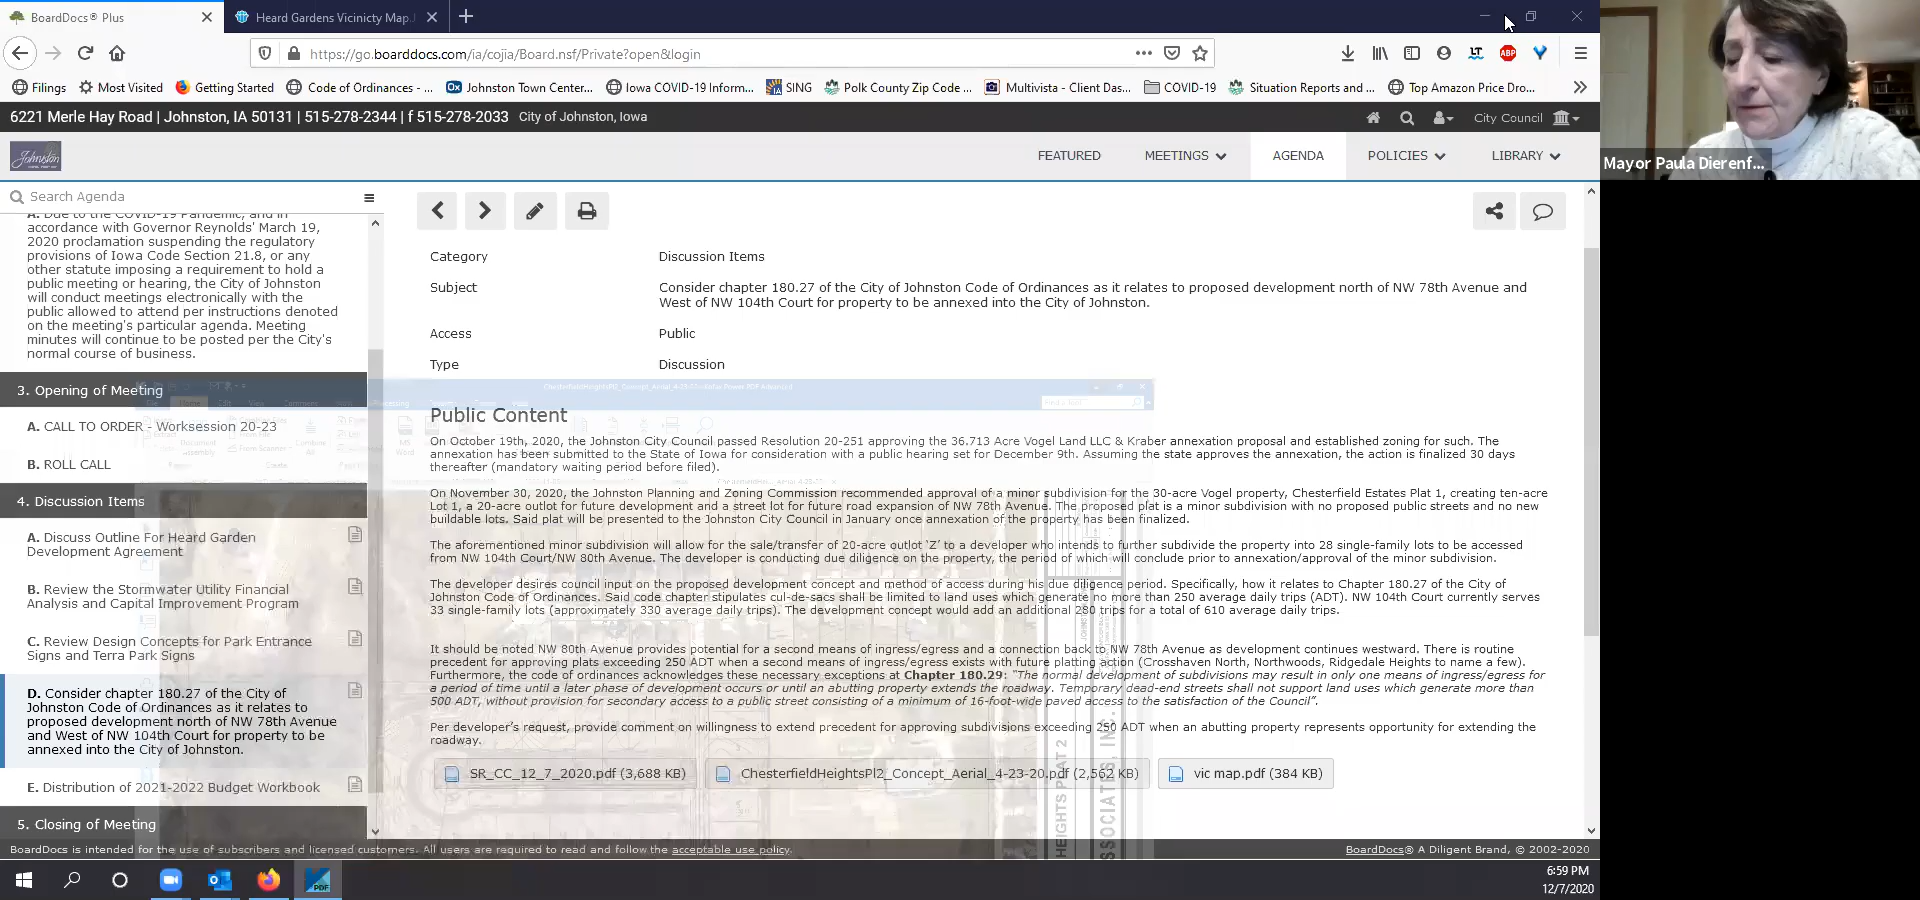 BoardDocs® Plus
Heard Gardens Vicinicty Map.
https://go.boarddocs.com/ia/cojia/Board.nsf/Private?open&login
Filings
Most Visited
Getting Started
Code of Ordinances - ...
Johnston Town Center...
Iowa COVID-19 Inform...
SING
Polk County Zip Code ...
Multivista - Client Das...
COVID-19
Situation Reports and ...
Top Amazon Price Dro...
6221 Merle Hay Road | Johnston, IA 50131 | 515-278-2344 | f 515-278-2033 City of Johnston, Iowa
City Council
Johnston
FEATURED
MEETINGS
AGENDA
POLICIES
LIBRARY
Mayor Paula Dierenf...
Search Agenda
A. Due to the COVID-19 Pandemic, and in
accordance with Governor Reynolds' March 19,
2020 proclamation suspending the regulatory
provisions of Iowa Code Section 21.8, or any
other statute imposing a requirement to hold a
public meeting or hearing, the City of Johnston
will conduct meetings electronically with the
public allowed to attend per instructions denoted
on the meeting's particular agenda. Meeting
minutes will continue to be posted per the City's
normal course of business.
3. Opening of Meeting
A. CALL TO ORDER - Worksession 20-23
B. ROLL CALL
4. Discussion Items
A. Discuss Outline For Heard Garden
Development Agreement
B. Review the Stormwater Utility Financial
Analysis and Capital Improvement Program
C. Review Design Concepts for Park Entrance
Signs and Terra Park Signs
D. Consider chapter 180.27 of the City of
Johnston Code of Ordinances as it relates to
proposed development north of NW 78th Avenue
and West of NW 104th Court for property to be
annexed into the City of Johnston.
E. Distribution of 2021-2022 Budget Workbook
5. Closing of Meeting
Category Discussion Items
Subject Consider chapter 180.27 of the City of Johnston Code of Ordinances as it relates to proposed development north of NW 78th Avenue and
West of NW 104th Court for property to be annexed into the City of Johnston.
Access Public
Type Discussion
Public Content
On October 19th, 2020, the Johnston City Council passed Resolution 20-251 approving the 36.713 Acre Vogel Land LLC & Kraber annexation proposal and established zoning for such. The
annexation has been submitted to the State of Iowa for consideration with a public hearing set for December 9th. Assuming the state approves the annexation, the action is finalized 30 days
thereafter (mandatory waiting period before filed).
On November 30, 2020, the Johnston Planning and Zoning Commission recommended approval of a minor subdivision for the 30-acre Vogel property, Chesterfield Estates Plat 1, creating ten-acre
Lot 1, a 20-acre outlot for future development and a street lot for future road expansion of NW 78th Avenue. The proposed plat is a minor subdivision with no proposed public streets and no new
buildable lots. Said plat will be presented to the Johnston City Council in January once annexation of the property has been finalized.
The aforementioned minor subdivision will allow for the sale/transfer of 20-acre outlot 'Z' to a developer who intends to further subdivide the property into 28 single-family lots to be accessed
from NW 104th Court/NW 80th Avenue. The developer is conducting due diligence on the property, the period of which will conclude prior to annexation/approval of the minor subdivision.
The developer desires council input on the proposed development concept and method of access during his due diligence period. Specifically, how it relates to Chapter 180.27 of the City of
Johnston Code of Ordinances. Said code chapter stipulates cul-de-sacs shall be limited to land uses which generate no more than 250 average daily trips (ADT). NW 104th Court currently serves
33 single-family lots (approximately 330 average daily trips). The development concept would add an additional 280 trips for a total of 610 average daily trips.
It should be noted NW 80th Avenue provides potential for a second means of ingress/egress and a connection back to NW 78th Avenue as development continues westward. There is routine
precedent for approving plats exceeding 250 ADT when a second means of ingress/egress exists with future platting action (Crosshaven North, Northwoods, Ridgedale Heights to name a few).
Furthermore, the code of ordinances acknowledges these necessary exceptions at Chapter 180.29: "The normal development of subdivisions may result in only one means of ingress/egress for
a period of time until a later phase of development occurs or until an abutting property extends the roadway. Temporary dead-end streets shall not support land uses which generate more than
500 ADT, without provision for secondary access to a public street consisting of a minimum of 16-foot-wide paved access to the satisfaction of the Council".
Per developer's request, provide comment on willingness to extend precedent for approving subdivisions exceeding 250 ADT when an abutting property represents opportunity for extending the
roadway.
SR_CC_12_7_2020.pdf (3,688 KB)
ChesterfieldHeightsPl2_Concept_Aerial_4-23-20.pdf (2,562 KB)
vic map.pdf (384 KB)
HEIGHTS PLAT 2
SSOCIATES, INC.
BoardDocs is intended for the use of subscribers and licensed customers. All users are required to read and follow the acceptable use policy.
BoardDocs® A Diligent Brand, © 2002-2020
6:59 PM
12/7/2020